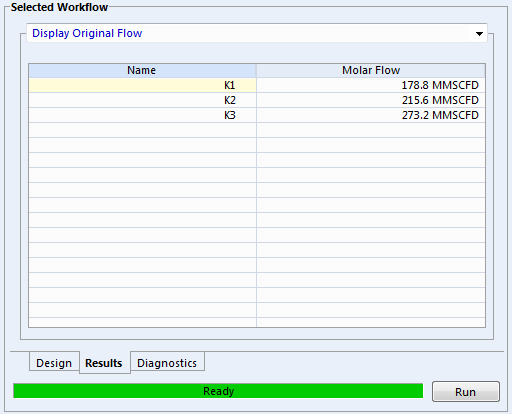 Selected Workflow
Display Original Flow
Name Molar Flow
K1 178.8 MMSCFD
K2 215.6 MMSCFD
K3 273.2 MMSCFD
Design Results Diagnostics
Ready Run